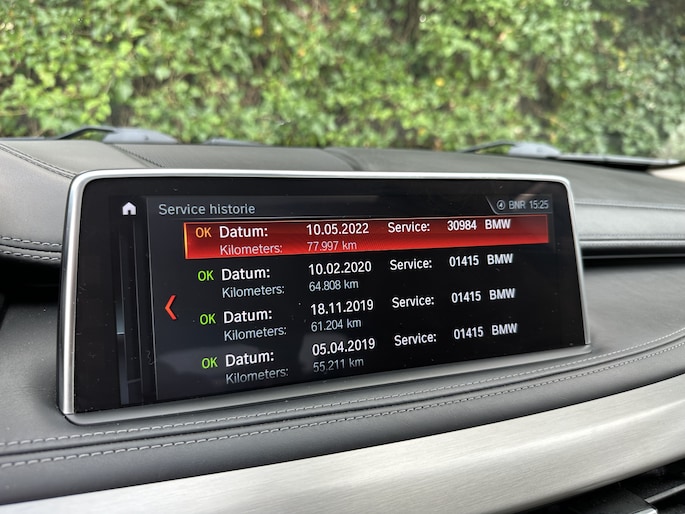 Service historie BNR 15:25
OK Datum: 10.05.2022 Service: 30984 BMW
Kilometers: 77.997 km
OK Datum: 10.02.2020 Service: 01415 BMW
Kilometers: 64.808 km
OK Datum: 18.11.2019 Service: 01415 BMW
Kilometers: 61.204 km
OK Datum: 05.04.2019 Service: 01415 BMW
Kilometers: 55.211 km